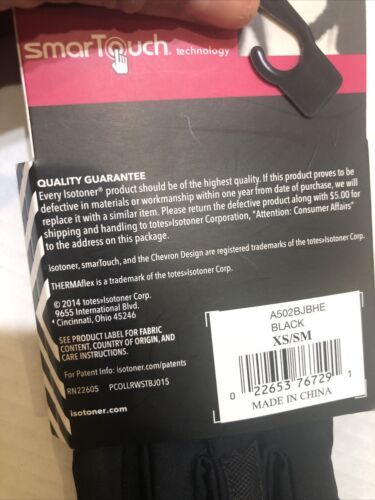 smarTouch® technology
QUALITY GUARANTEE
Every Isotoner® product should be of the highest quality. If this product proves to be
defective in materials or workmanship within one year from date of purchase, we will
replace it with a similar item. Please return the defective product along with $5.00 for
shipping and handling to totes»Isotoner Corporation, "Attention: Consumer Affairs"
to the address on this package.
isotoner, smarTouch, and the Chevron Design are registered trademarks of the totes»Isotoner Corp.
THERMAflex is a trademark of the totes»Isotoner Corp.
© 2014 totes»Isotoner Corp.
9655 International Blvd.
Cincinnati, Ohio 45246
SEE PRODUCT LABEL FOR FABRIC
CONTENT, COUNTRY OF ORIGIN, AND
CARE INSTRUCTIONS.
For Patent Info: isotoner.com/patents
RN22605 PCOLLRWSTBJ015
isotoner.com
A502BJBHE
BLACK
XS/SM
0 22653 76729 1
MADE IN CHINA